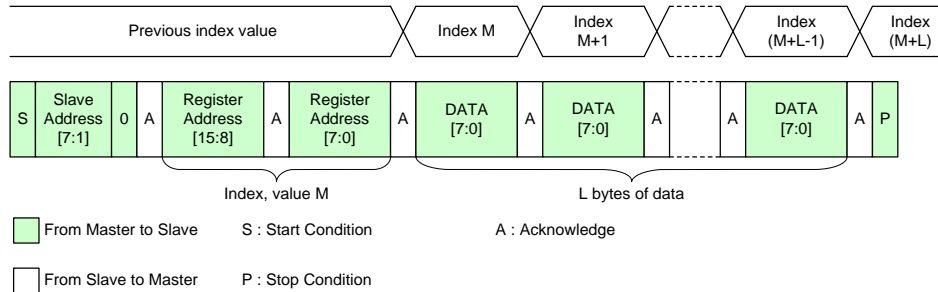 Previous index value
Index M
Index
M+1
Index
(M+L-1)
Index
(M+L)
S
Slave
Address
[7:1]
0
A
Register
Address
[15:8]
A
Register
Address
[7:0]
A
DATA
[7:0]
A
DATA
[7:0]
A
A
DATA
[7:0]
A
P
Index, value M
L bytes of data
From Master to Slave
S : Start Condition
A : Acknowledge
From Slave to Master
P : Stop Condition